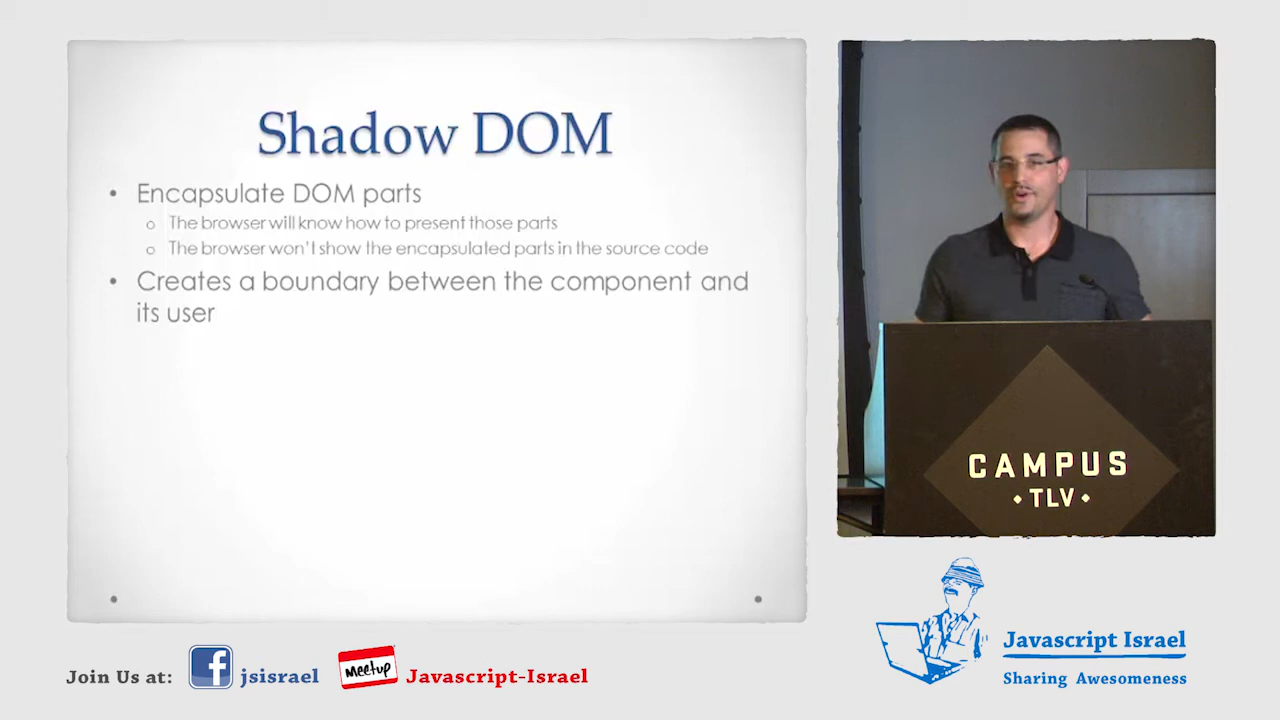 Shadow DOM
• Encapsulate DOM parts
o The browser will know how to present those parts
o The browser won't show the encapsulated parts in the source code
• Creates a boundary between the component and
its user
CAMPUS
TLV
Join Us at:
f
jsisrael
Meetup
Javascript-Israel
Javascript Israel
Sharing Awesomeness